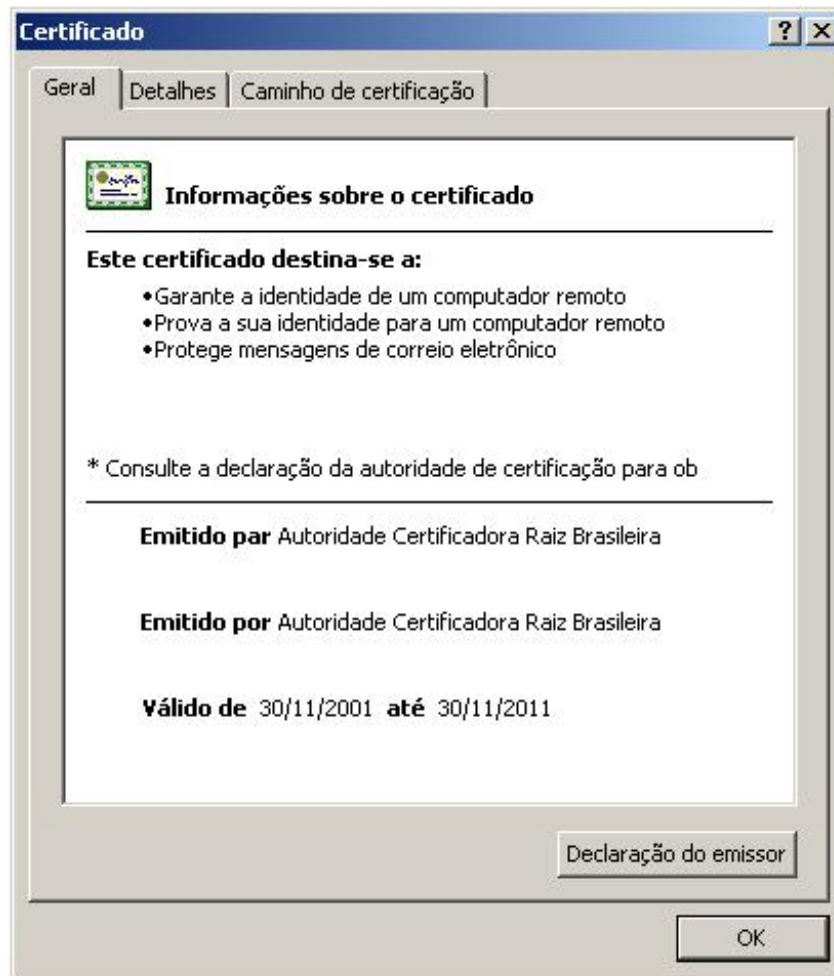 Certificado
Geral Detalhes Caminho de certificação
Informações sobre o certificado
Este certificado destina-se a:
•Garante a identidade de um computador remoto
•Prova a sua identidade para um computador remoto
•Protege mensagens de correio eletrônico
* Consulte a declaração da autoridade de certificação para ob
Emitido par Autoridade Certificadora Raiz Brasileira
Emitido por Autoridade Certificadora Raiz Brasileira
Válido de 30/11/2001 até 30/11/2011
Declaração do emissor
OK